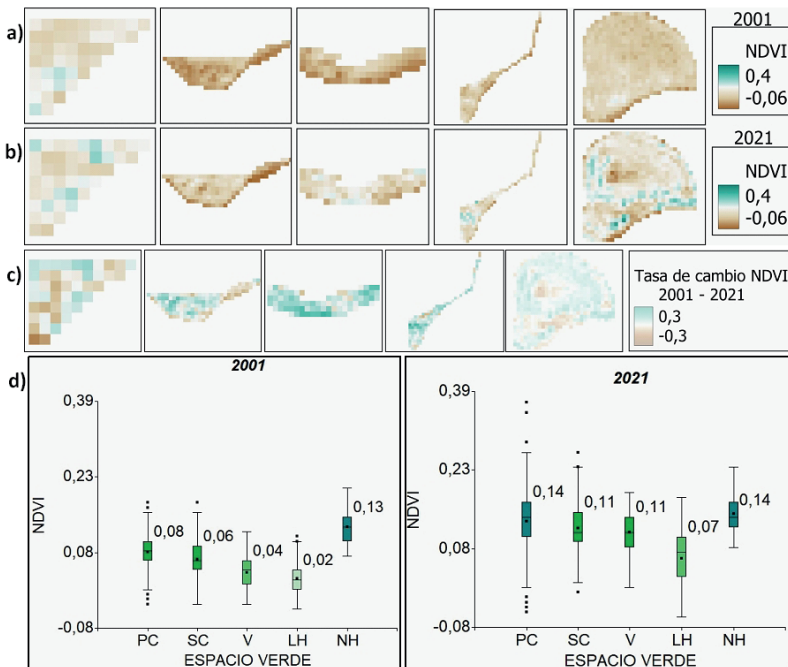 a)
2001
NDVI
0,4
-0,06
b)
2021
NDVI
0,4
-0,06
c)
Tasa de cambio NDVI
2001 - 2021
0,3
-0,3
d)
2001
0,39
0,23
0,08
-0,08
NDVI
0,08
0,06
0,04
0,02
0,13
PC SC V LH NH
ESPACIO VERDE
2021
0,39
0,23
0,08
-0,08
NDVI
0,14
0,11
0,11
0,07
0,14
PC SC V LH NH
ESPACIO VERDE